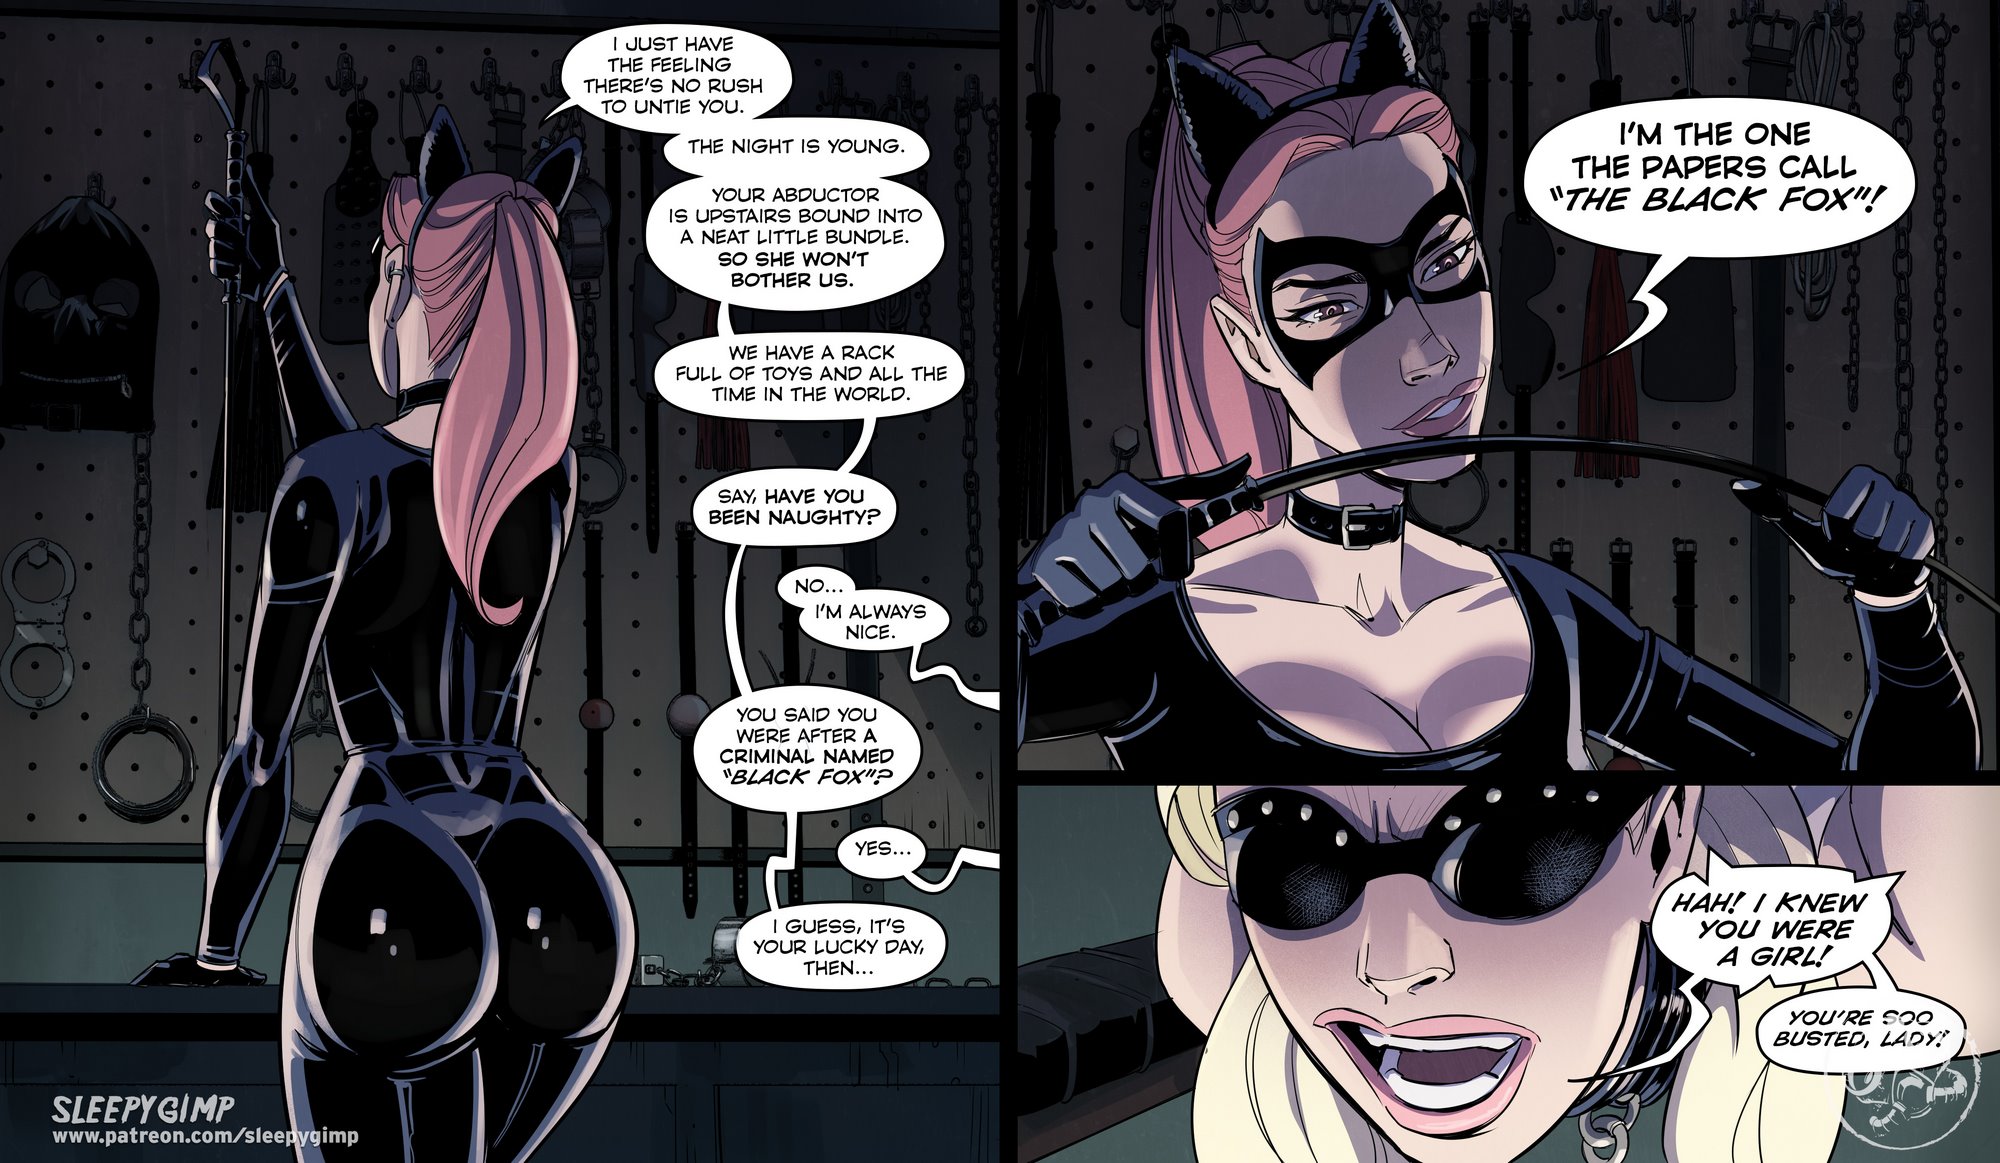 I JUST HAVE
THE FEELING
THERE'S NO RUSH
TO UNTIE YOU.
THE NIGHT IS YOUNG.
YOUR ABDUCTOR
IS UPSTAIRS BOUND INTO
A NEAT LITTLE BUNDLE.
SO SHE WON'T
BOTHER US.
WE HAVE A RACK
FULL OF TOYS AND ALL THE
TIME IN THE WORLD.
SAY, HAVE YOU
BEEN NAUGHTY?
NO...
I'M ALWAYS
NICE.
YOU SAID YOU
WERE AFTER A
CRIMINAL NAMED
"BLACK FOX"?
YES...
I GUESS, IT'S
YOUR LUCKY DAY,
THEN...
SLEEPYGIMP
www.patreon.com/sleepygimp
I'M THE ONE
THE PAPERS CALL
"THE BLACK FOX"!
HAH! I KNEW
YOU WERE
A GIRL!
YOU'RE SOO
BUSTED, LADY!